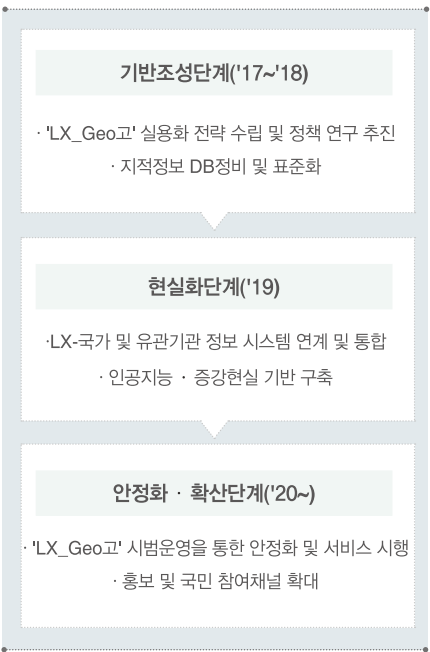 기반조성단계('17~'18)
· 'LX_Geo고' 실용화 전략 수립 및 정책 연구 추진
· 지적정보 DB정비 및 표준화
현실화단계('19)
·LX-국가 및 유관기관 정보 시스템 연계 및 통합
· 인공지능 · 증강현실 기반 구축
안정화 · 확산단계('20~)
· 'LX_Geo고' 시범운영을 통한 안정화 및 서비스 시행
· 홍보 및 국민 참여채널 확대